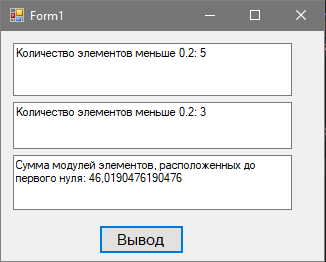 Form1
Количество элементов меньше 0.2: 5
Количество элементов меньше 0.2: 3
Сумма модулей элементов, расположенных до
первого нуля: 46,0190476190476
Вывод